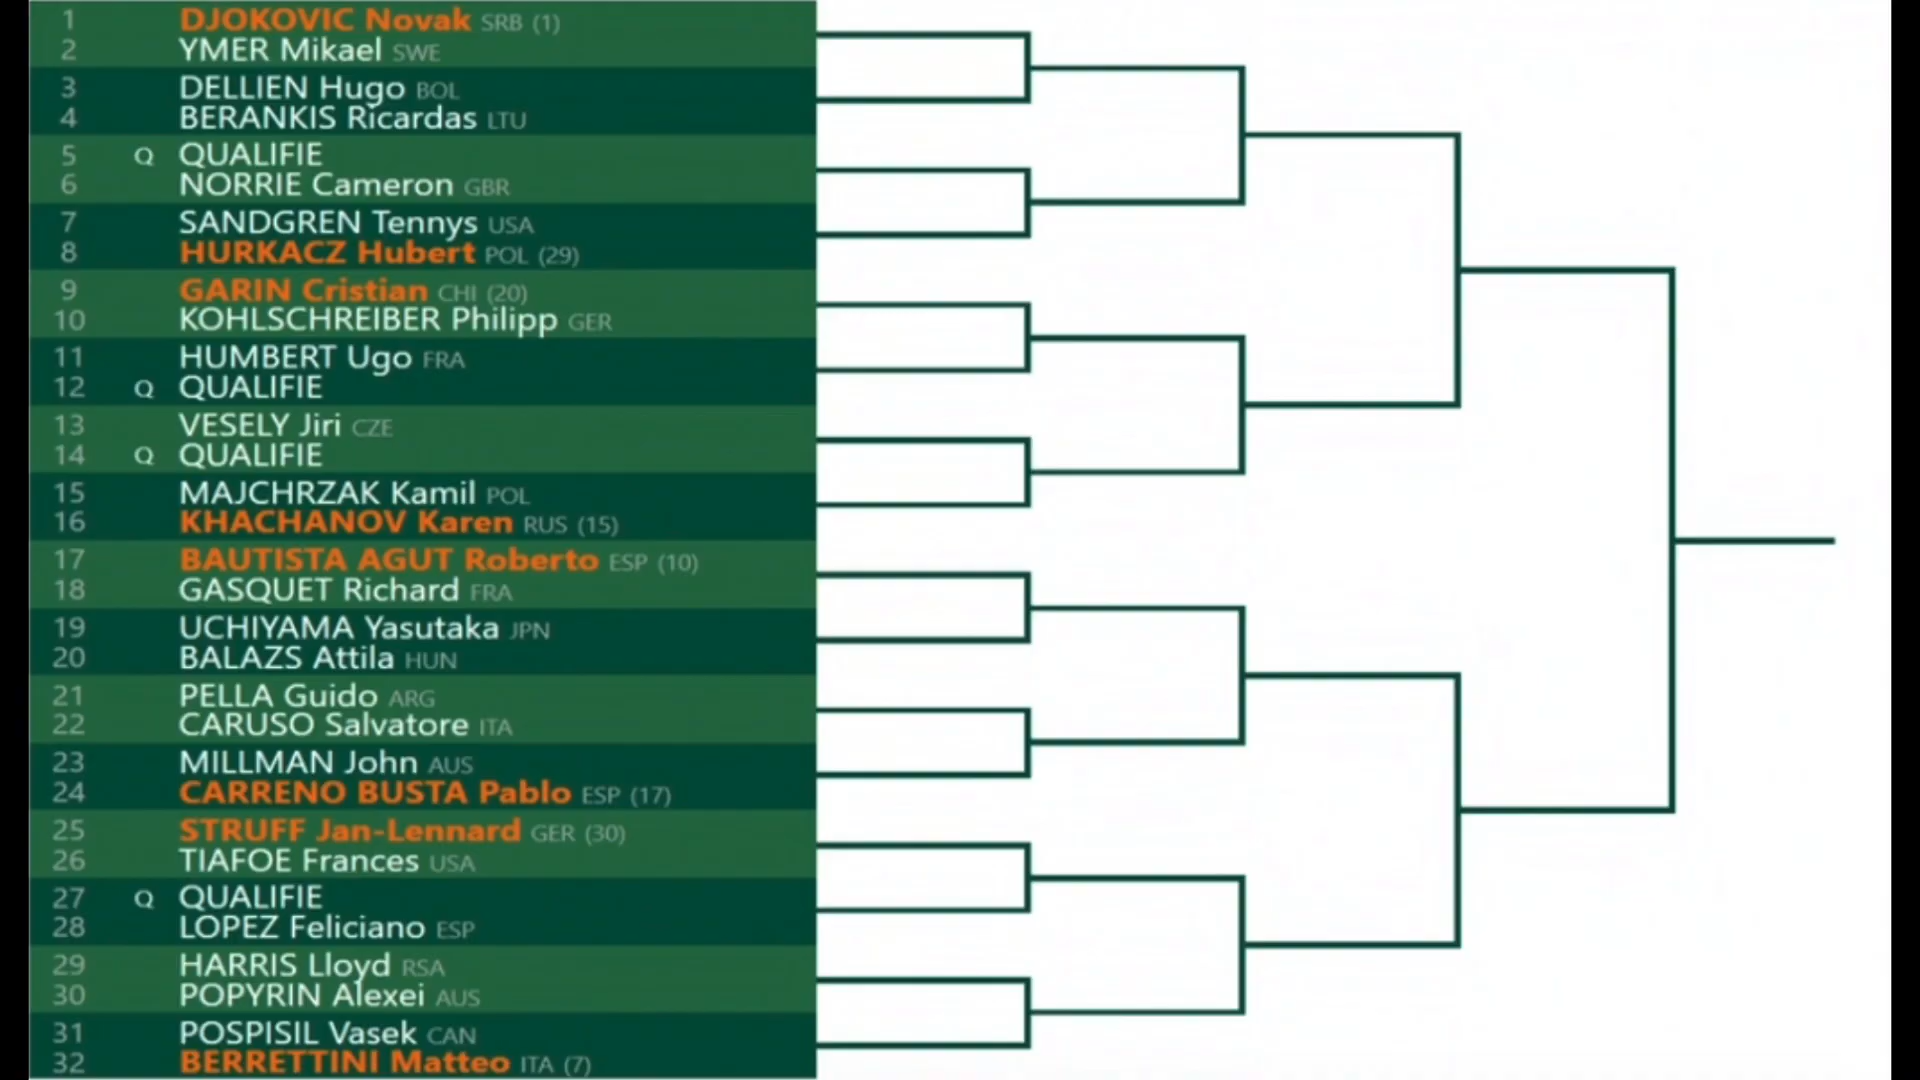 1 DJOKOVIC Novak SRB (1)
2 YMER Mikael SWE
3 DELLIEN Hugo BOL
4 BERANKIS Ricardas LTU
5 Q QUALIFIE
6 NORRIE Cameron GBR
7 SANDGREN Tennys USA
8 HURKACZ Hubert POL (29)
9 GARIN Cristian CHI (20)
10 KOHLSCHREIBER Philipp GER
11 HUMBERT Ugo FRA
12 Q QUALIFIE
13 VESELY Jiri CZE
14 Q QUALIFIE
15 MAJCHRZAK Kamil POL
16 KHACHANOV Karen RUS (15)
17 BAUTISTA AGUT Roberto ESP (10)
18 GASQUET Richard FRA
19 UCHIYAMA Yasutaka JPN
20 BALAZS Attila HUN
21 PELLA Guido ARG
22 CARUSO Salvatore ITA
23 MILLMAN John AUS
24 CARRENO BUSTA Pablo ESP (17)
25 STRUFF Jan-Lennard GER (30)
26 TIAFOE Frances USA
27 Q QUALIFIE
28 LOPEZ Feliciano ESP
29 HARRIS Lloyd RSA
30 POPYRIN Alexei AUS
31 POSPISIL Vasek CAN
32 BERRETTINI Matteo ITA (7)